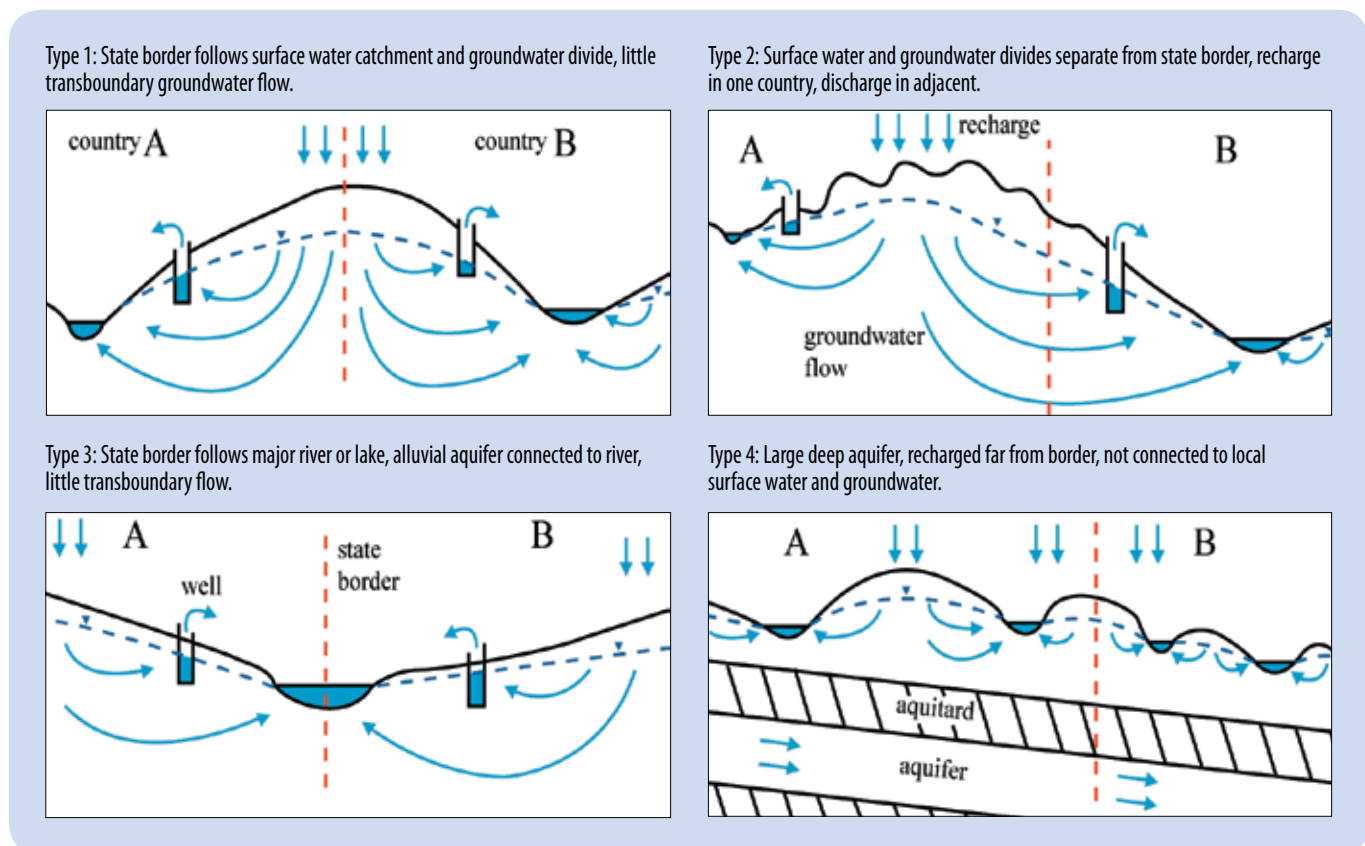 Type 1: State border follows surface water catchment and groundwater divide, little
transboundary groundwater flow.
country A
country B
Type 2: Surface water and groundwater divides separate from state border, recharge
in one country, discharge in adjacent.
A
recharge
B
groundwater
flow
Type 3: State border follows major river or lake, alluvial aquifer connected to river,
little transboundary flow.
A
B
state
border
well
Type 4: Large deep aquifer, recharged far from border, not connected to local
surface water and groundwater.
A
B
aquitard
aquifer